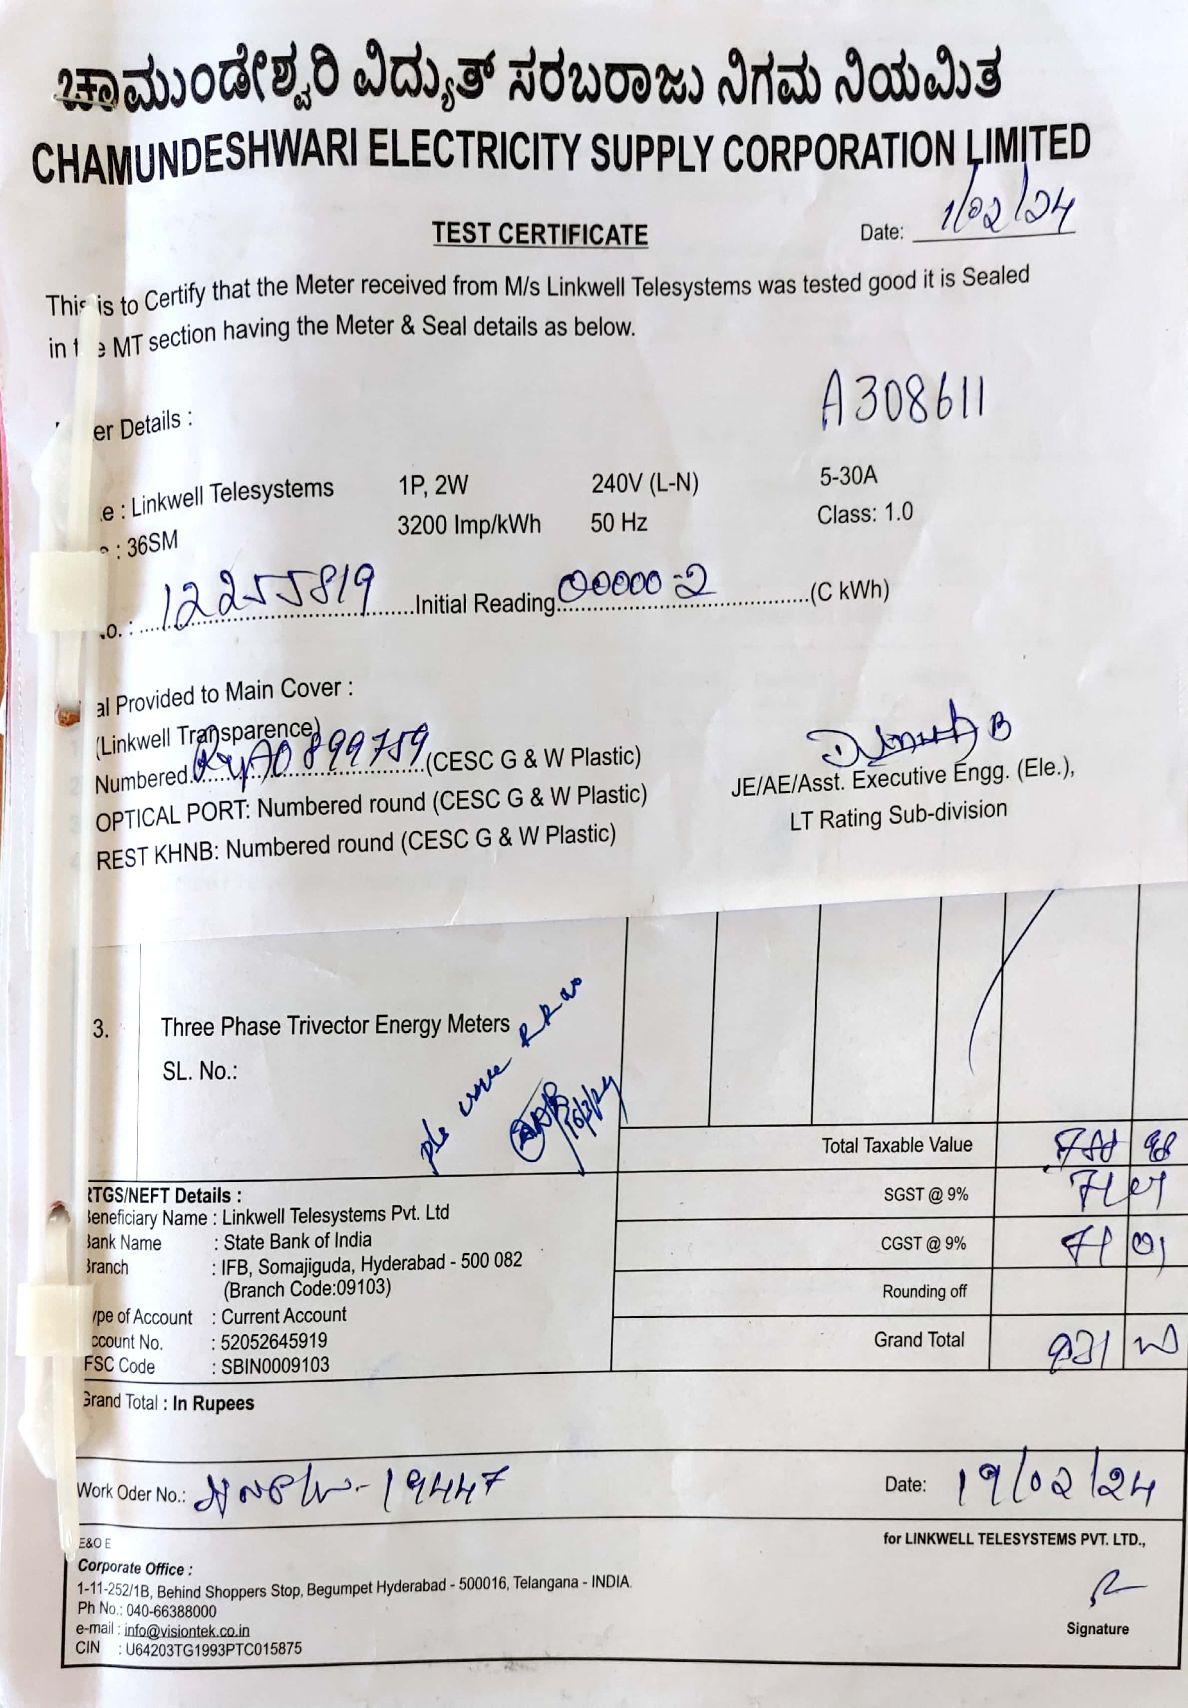 ಚಾಮುಂಡೇಶ್ವರಿ ವಿದ್ಯುತ್ ಸರಬರಾಜು ನಿಗಮ ನಿಯಮಿತ
CHAMUNDESHWARI ELECTRICITY SUPPLY CORPORATION LIMITED
TEST CERTIFICATE
Date: 1/02/24
This is to Certify that the Meter received from M/s Linkwell Telesystems was tested good it is Sealed
in MT section having the Meter & Seal details as below.
A308611
er Details :
e : Linkwell Telesystems 1P, 2W 240V (L-N) 5-30A
: 36SM 3200 Imp/kWh 50 Hz Class: 1.0
o. : 12255819 Initial Reading 00000-2 (C kWh)
al Provided to Main Cover :
(Linkwell Transparence)
Numbered 0899759 (CESC G & W Plastic)
OPTICAL PORT: Numbered round (CESC G & W Plastic)
REST KHNB: Numbered round (CESC G & W Plastic)
JE/AE/Asst. Executive Engg. (Ele.),
LT Rating Sub-division
3. Three Phase Trivector Energy Meters
SL. No.:
Total Taxable Value
RTGS/NEFT Details :
SGST @ 9%
Beneficiary Name : Linkwell Telesystems Pvt. Ltd
Bank Name : State Bank of India
CGST @ 9%
Branch : IFB, Somajiguda, Hyderabad - 500 082
(Branch Code:09103)
Rounding off
ype of Account : Current Account
ccount No. : 52052645919
Grand Total
FSC Code : SBIN0009103
Grand Total : In Rupees
Work Oder No.: -19447
Date: 19/02/24
E&O E
for LINKWELL TELESYSTEMS PVT. LTD.,
Corporate Office :
1-11-252/1B, Behind Shoppers Stop, Begumpet Hyderabad - 500016, Telangana - INDIA.
Ph No.: 040-66388000
e-mail : info@visiontek.co.in
Signature
CIN : U64203TG1993PTC015875